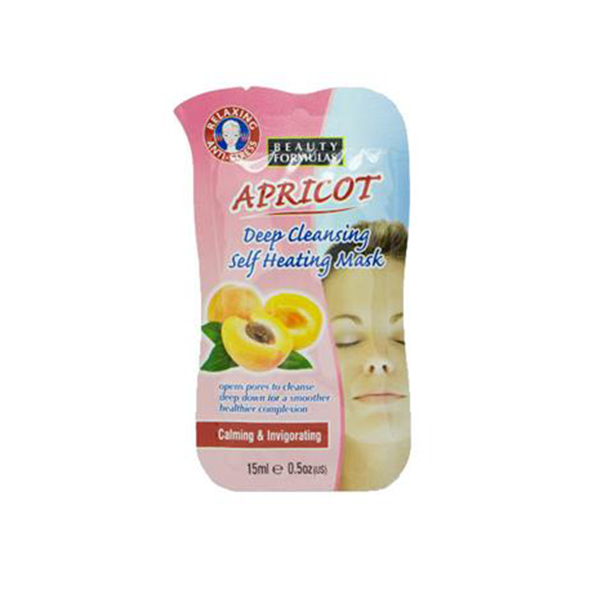 RELAXING
ANTI-STRESS
BEAUTY
FORMULAS
APRICOT
Deep Cleansing
Self Heating Mask
opens pores to cleanse
deep down for a smoother
healthier complexion
Calming & Invigorating
15ml ℮ 0.5oz(US)